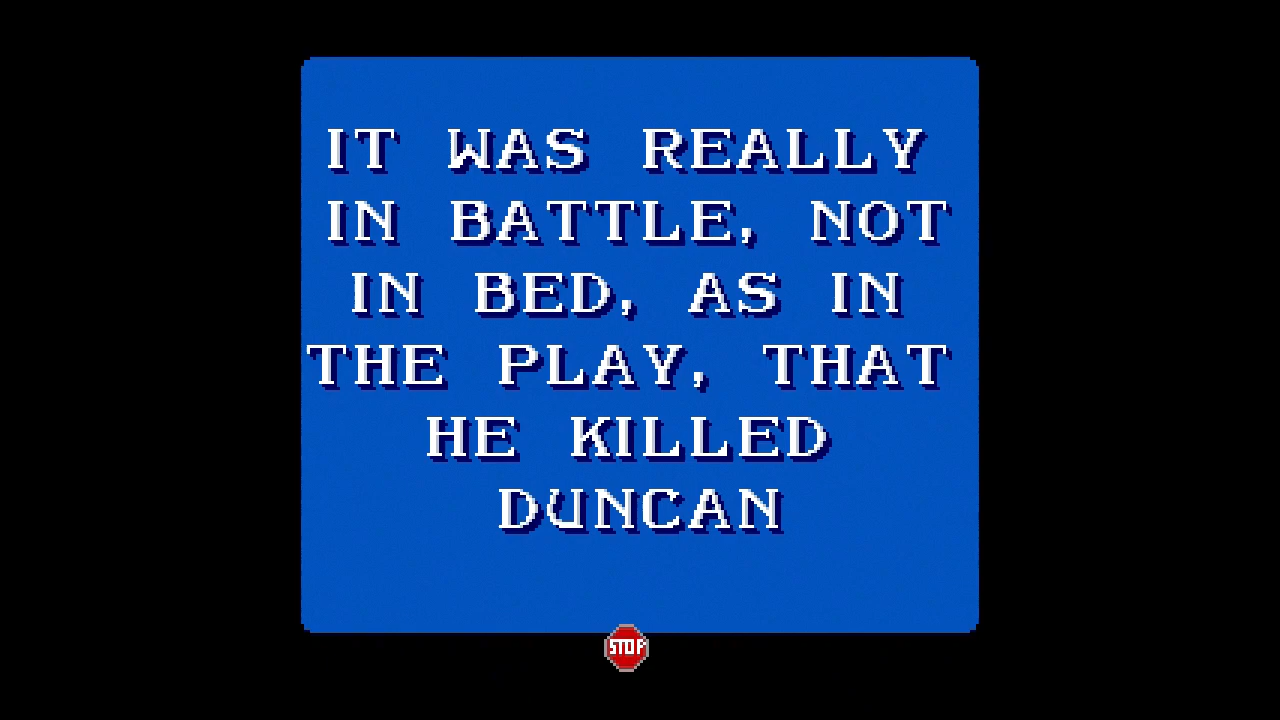 IT WAS REALLY
IN BATTLE, NOT
IN BED, AS IN
THE PLAY, THAT
HE KILLED
DUNCAN
STOP